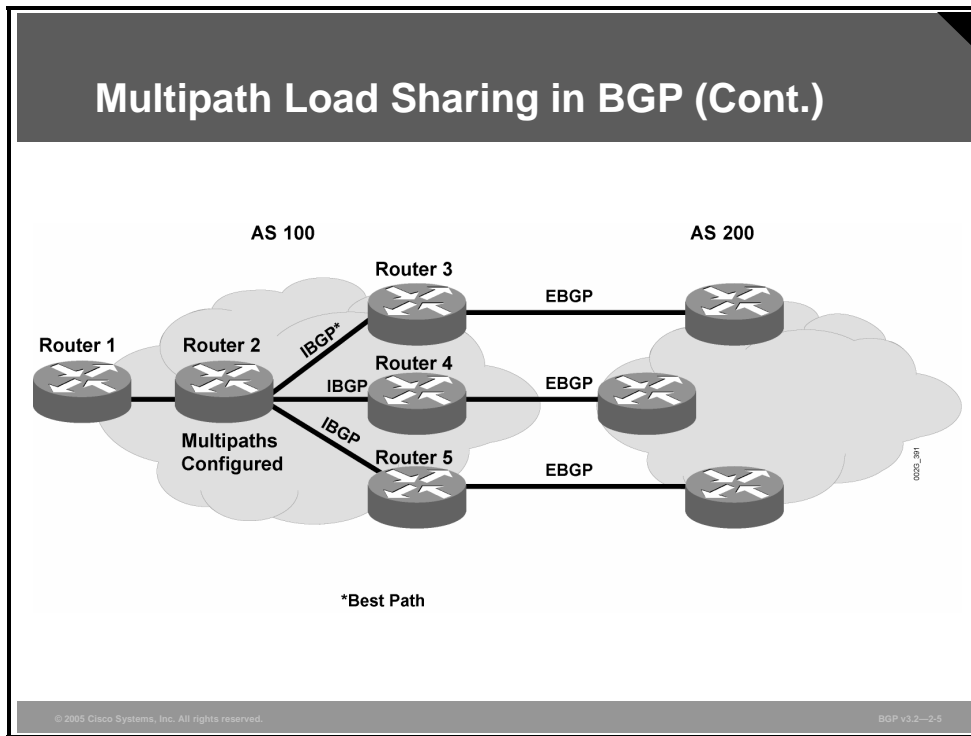 Multipath Load Sharing in BGP (Cont.)
AS 100
AS 200
Router 3
EBGP
Router 1
Router 2
IBGP*
Router 4
IBGP
EBGP
IBGP
Multipaths
Configured
Router 5
EBGP
002G_391
*Best Path
© 2005 Cisco Systems, Inc. All rights reserved.
BGP v3.2—2-5